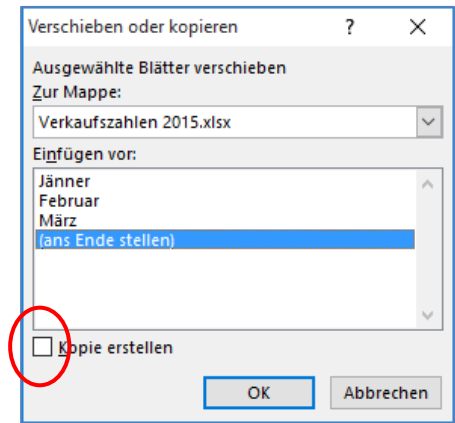 Verschieben oder kopieren ? ×
Ausgewählte Blätter verschieben
Zur Mappe:
Verkaufszahlen 2015.xlsx
Einfügen vor:
Jänner
Februar
März
(ans Ende stellen)
Kopie erstellen
OK Abbrechen